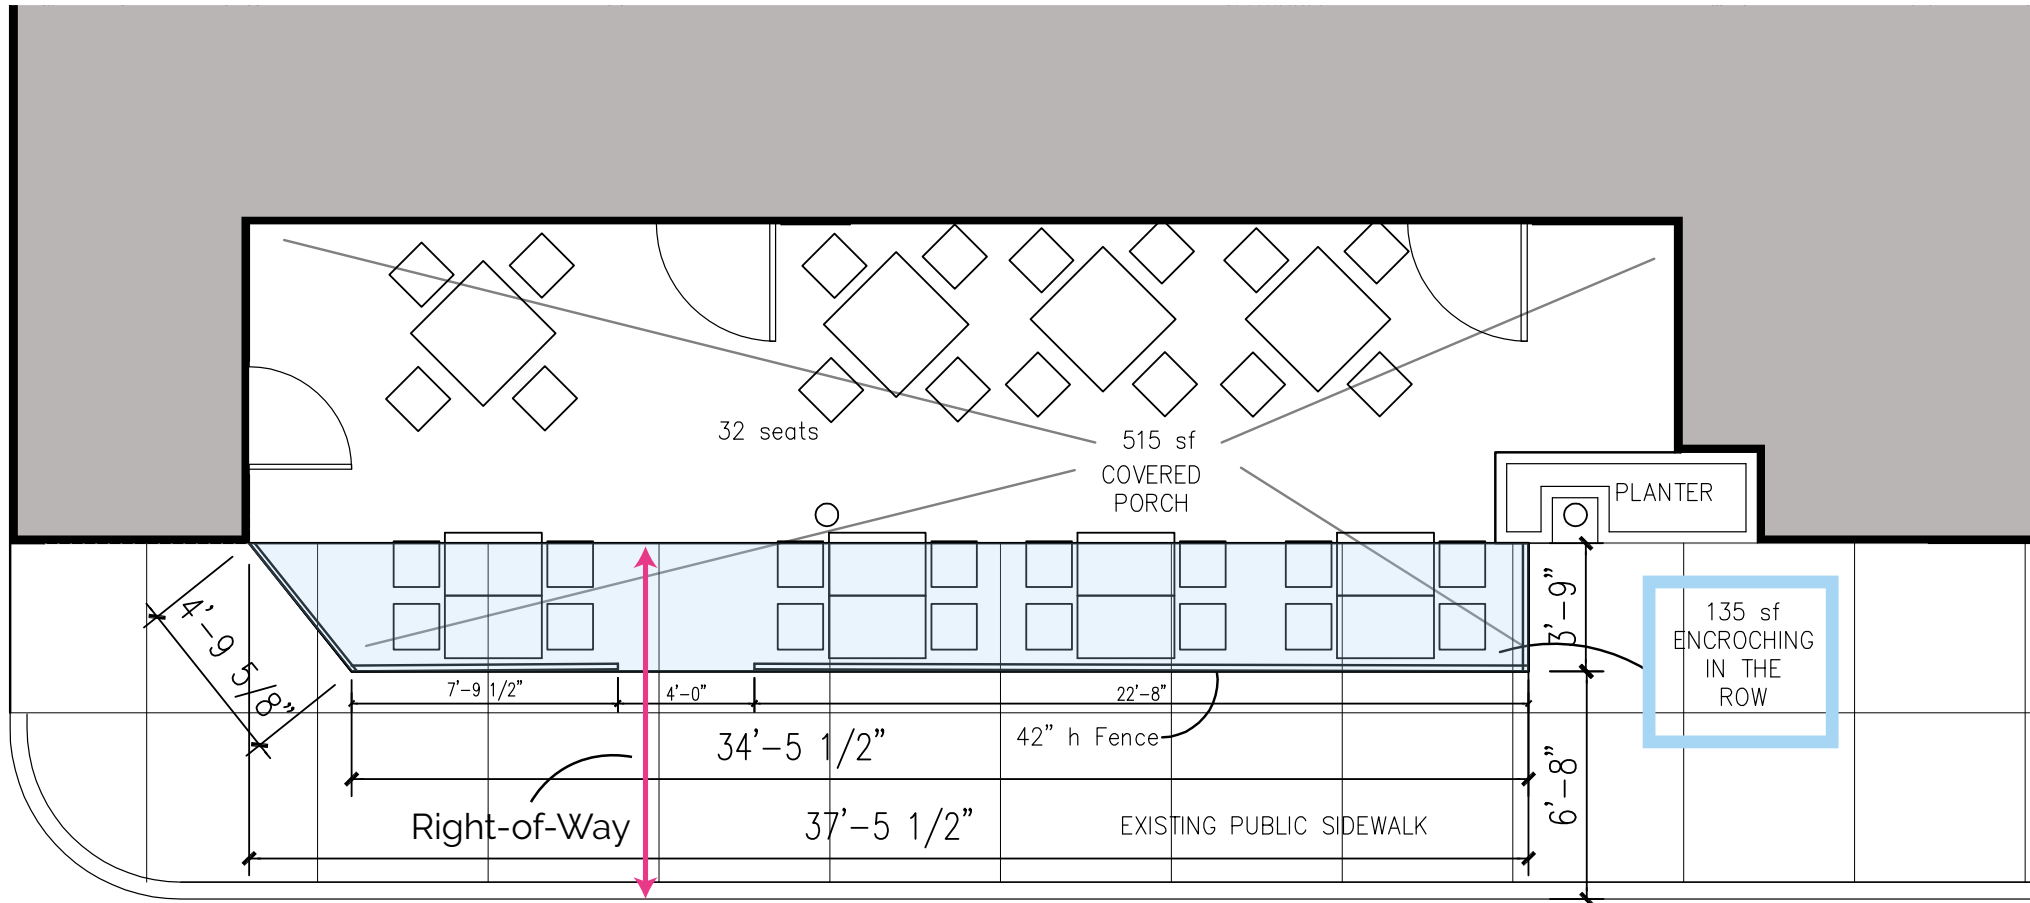 32 seats
515 sf
COVERED
PORCH
PLANTER
4’-9 5/8”
3’-9”
135 sf
ENCROCHING
IN THE
ROW
7’-9 1/2”
4’-0”
22’-8”
34’-5 1/2”
42” h Fence
6’-8”
Right-of-Way
37’-5 1/2”
EXISTING PUBLIC SIDEWALK